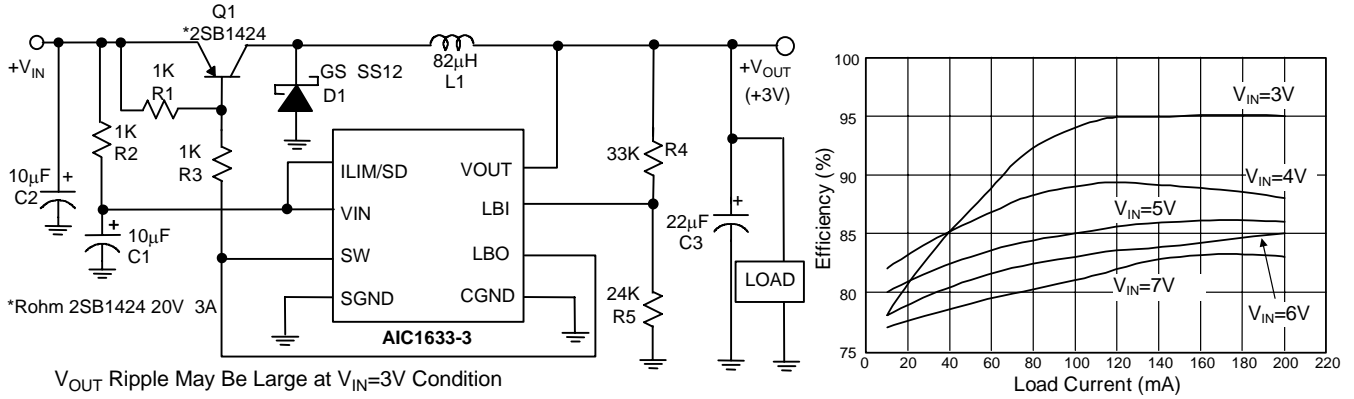 Q1
*2SB1424
+VIN
1K
R1
1K
R2
1K
R3
10μF
C2
10μF
C1
GS SS12
D1
82μH
L1
+VOUT
(+3V)
ILIM/SD
VIN
SW
SGND
VOUT
LBI
LBO
CGND
AIC1633-3
33K
R4
24K
R5
22μF
C3
LOAD
*Rohm 2SB1424 20V 3A
VOUT Ripple May Be Large at VIN=3V Condition
100
95
90
85
80
75
Efficiency (%)
VIN=3V
VIN=4V
VIN=5V
VIN=7V
VIN=6V
0 20 40 60 80 100 120 140 160 180 200 220
Load Current (mA)